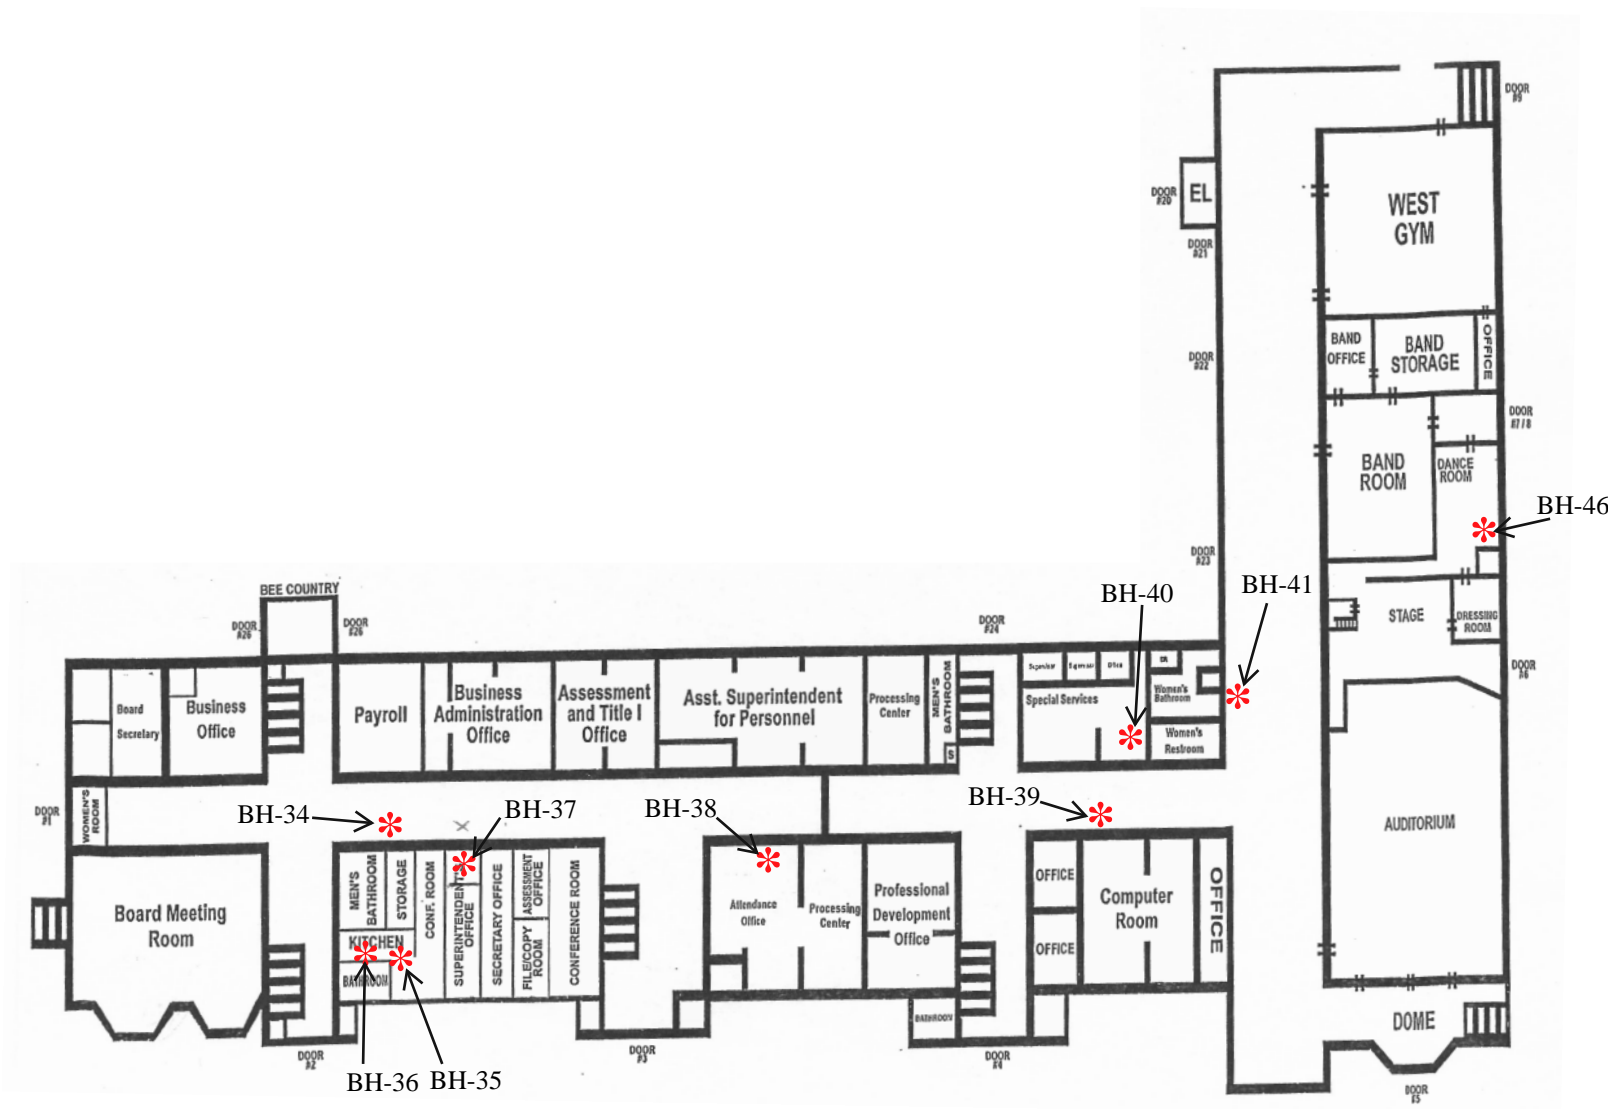 DOOR
#9
WEST
GYM
DOOR
#20
EL
DOOR
#21
BAND
OFFICE
BAND
STORAGE
OFFICE
DOOR
#22
DOOR
#7/8
BAND
ROOM
DANCE
ROOM
BH-46
DOOR
#23
BH-40
BH-41
BEE COUNTRY
DOOR
#26
DOOR
#26
DOOR
#24
STAGE
DRESSING
ROOM
DOOR
#6
Board
Secretary
Business
Office
Payroll
Business
Administration
Office
Assessment
and Title I
Office
Asst. Superintendent
for Personnel
Processing
Center
MEN'S
BATHROOM
S
Supervisor
Supervisor
Office
Special Services
Women's
Bathroom
Women's
Restroom
DOOR
#1
WOMEN'S
ROOM
BH-34
BH-37
BH-38
BH-39
AUDITORIUM
Board Meeting
Room
MEN'S
BATHROOM
STORAGE
CONF. ROOM
SUPERINTENDENT'S
OFFICE
SECRETARY OFFICE
ASSESSMENT
OFFICE
FILE/COPY
ROOM
CONFERENCE ROOM
KITCHEN
BATHROOM
Attendance
Office
Processing
Center
Professional
Development
Office
OFFICE
OFFICE
Computer
Room
OFFICE
BATHROOM
DOME
DOOR
#2
DOOR
#3
DOOR
#4
DOOR
#5
BH-36
BH-35